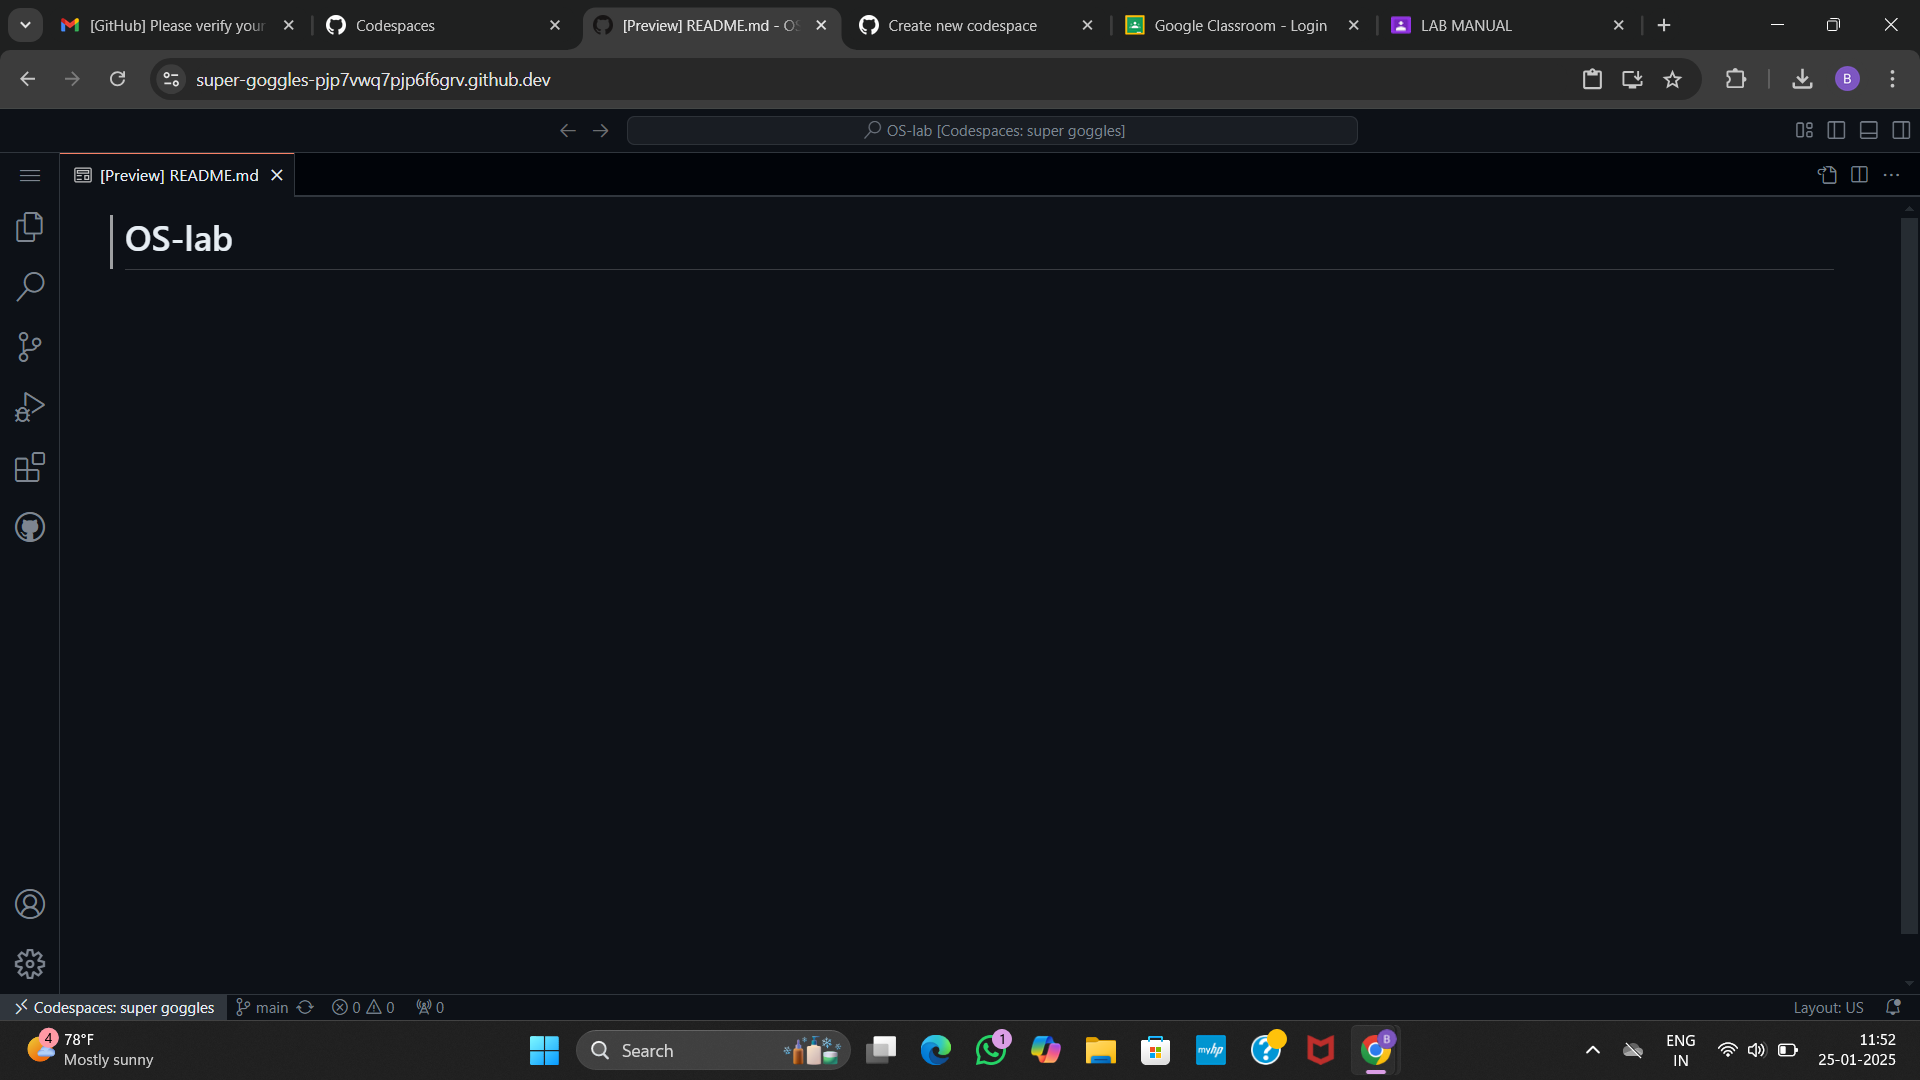 [GitHub] Please verify your
Codespaces
[Preview] README.md - OS
Create new codespace
Google Classroom - Login
LAB MANUAL
super-goggles-pjp7vwq7pjp6f6grv.github.dev
B
OS-lab [Codespaces: super goggles]
[Preview] README.md
OS-lab
Codespaces: super goggles
main
0
0
0
Layout: US
4
78°F
Mostly sunny
Search
1
myhp
B
ENG
IN
11:52
25-01-2025